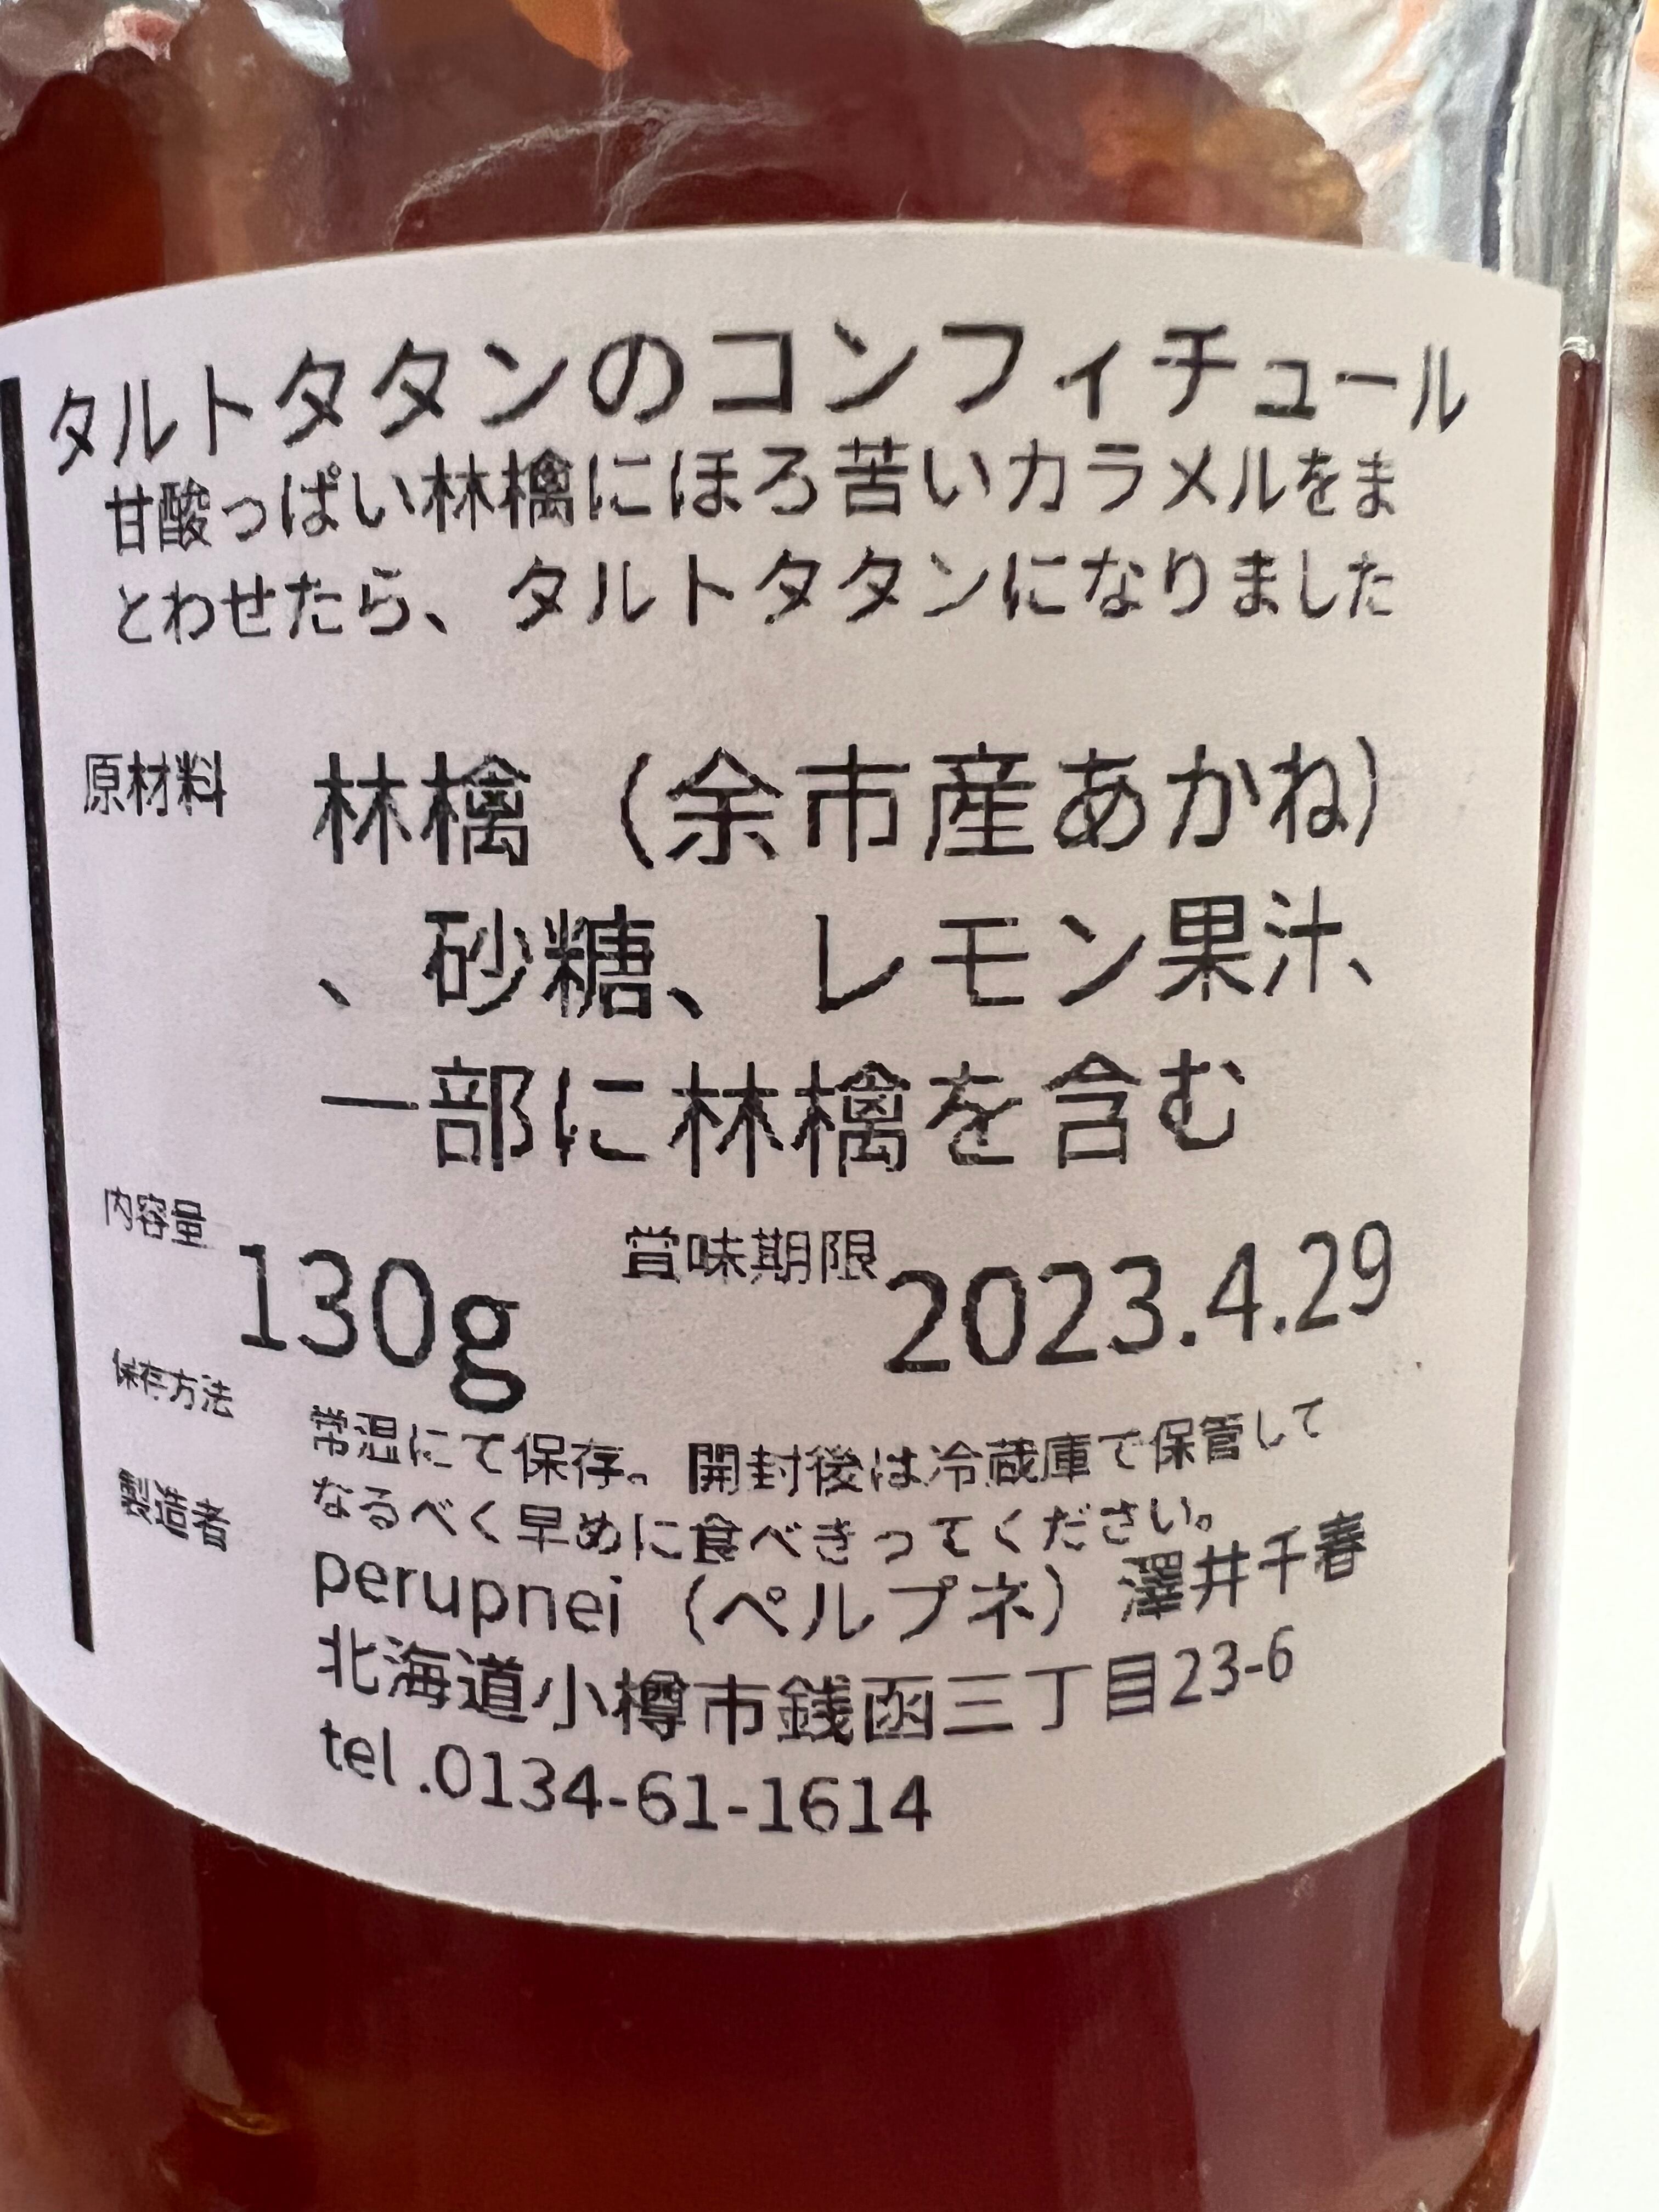 タルトタタンのコンフィチュール
甘酸っぱい林檎にほろ苦いカラメルをま
とわせたら、タルトタタンになりました
原材料 林檎（余市産あかね）
、砂糖、レモン果汁、
一部に林檎を含む
内容量 130g 賞味期限 2023.4.29
保存方法 常温にて保存。開封後は冷蔵庫で保管して
なるべく早めに食べきってください。
製造者 perupnei（ペルプネ）澤井千春
北海道小樽市銭函三丁目23-6
tel.0134-61-1614